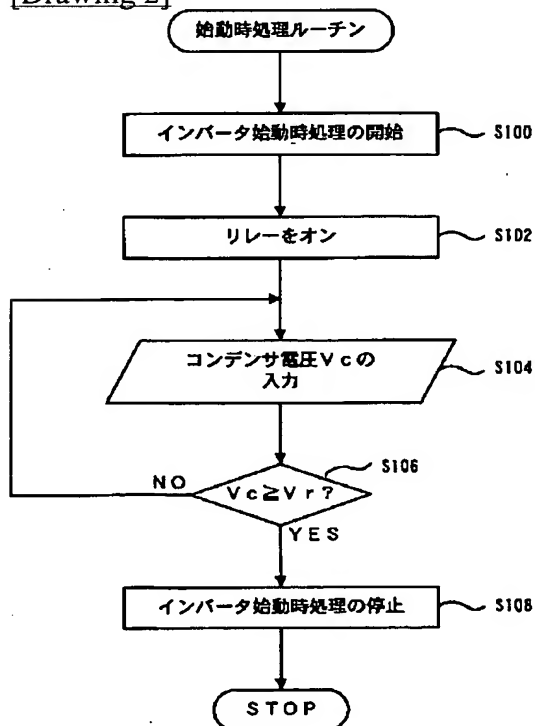 [Drawing 2]
始動時処理ルーチン
インバータ始動時処理の開始
S100
リレーをオン
S102
コンデンサ電圧Vcの
入力
S104
S106
NO
Vc≧Vr?
YES
インバータ始動時処理の停止
S108
STOP